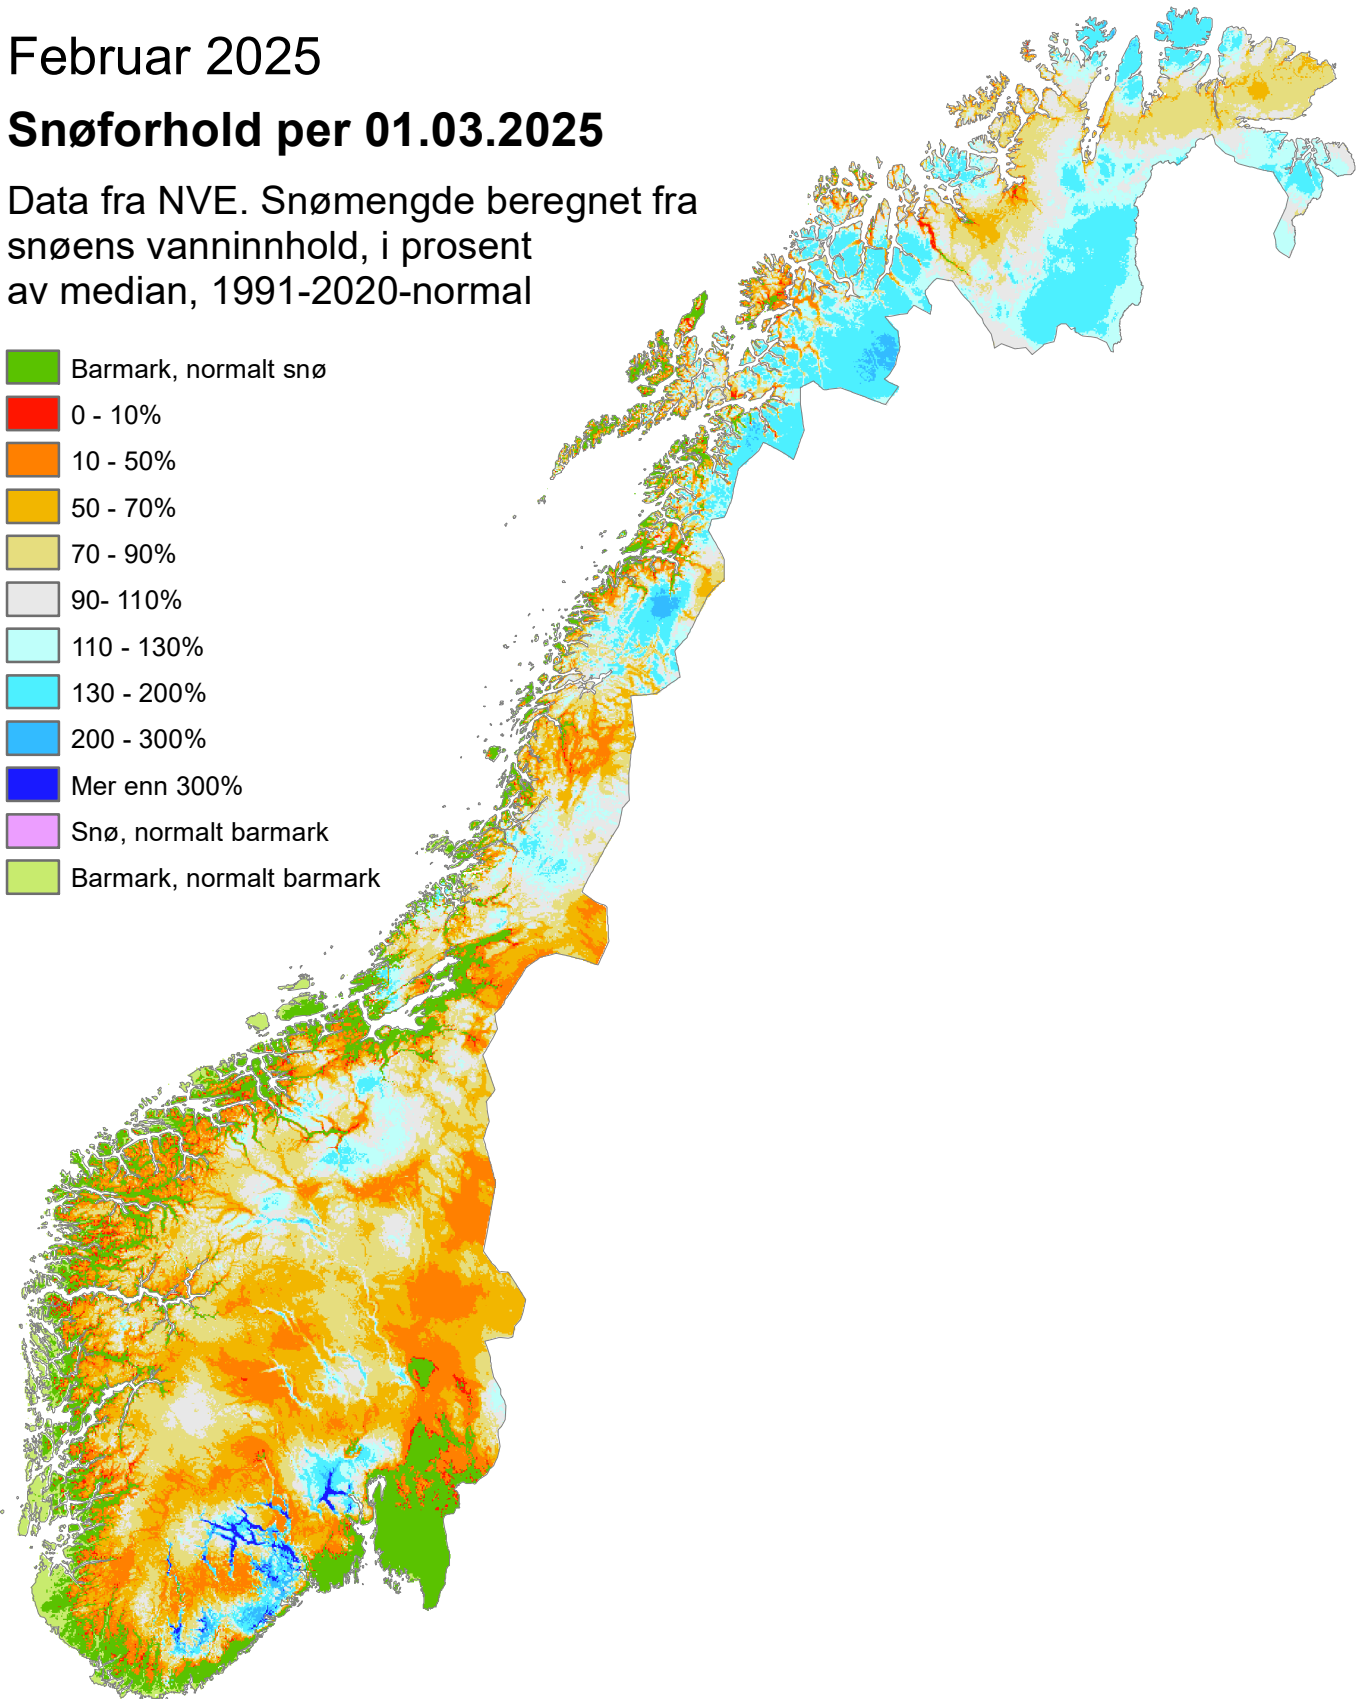 Februar 2025
Snøforhold per 01.03.2025
Data fra NVE. Snømengde beregnet fra
snøens vanninnhold, i prosent
av median, 1991-2020-normal
Barmark, normalt snø
0 - 10%
10 - 50%
50 - 70%
70 - 90%
90- 110%
110 - 130%
130 - 200%
200 - 300%
Mer enn 300%
Snø, normalt barmark
Barmark, normalt barmark